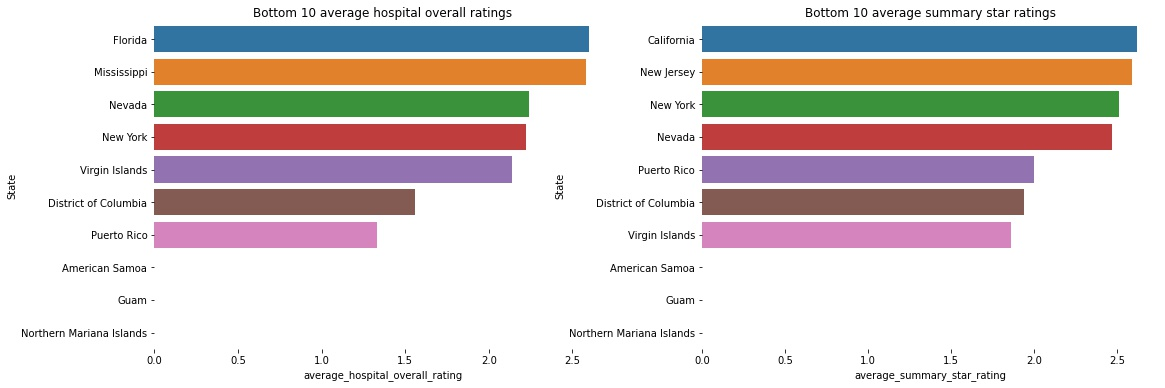 Bottom 10 average hospital overall ratings
State
Florida
Mississippi
Nevada
New York
Virgin Islands
District of Columbia
Puerto Rico
American Samoa
Guam
Northern Mariana Islands
0.0 0.5 1.0 1.5 2.0 2.5
average_hospital_overall_rating
Bottom 10 average summary star ratings
State
California
New Jersey
New York
Nevada
Puerto Rico
District of Columbia
Virgin Islands
American Samoa
Guam
Northern Mariana Islands
0.0 0.5 1.0 1.5 2.0 2.5
average_summary_star_rating